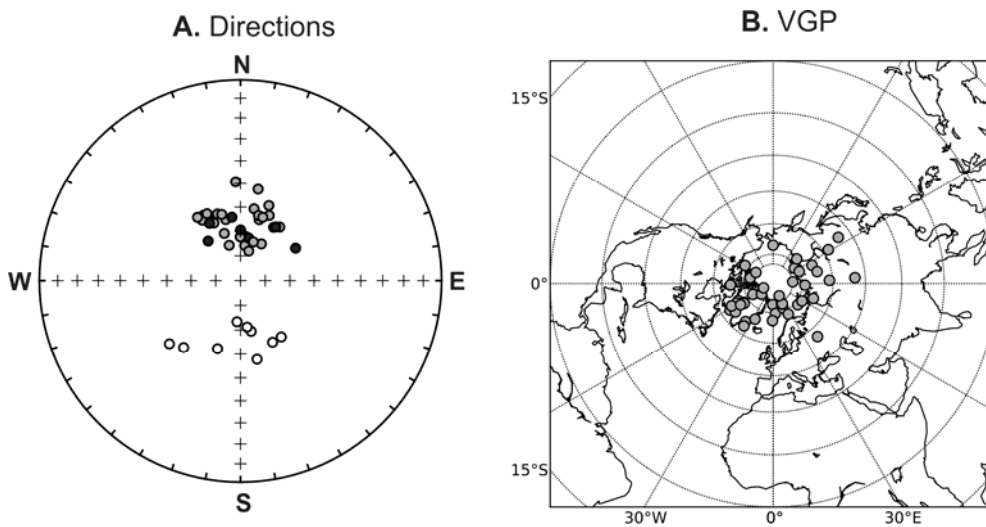 A. Directions
N
W
E
S
B. VGP
15°S
0°
15°S
30°W
0°
30°E